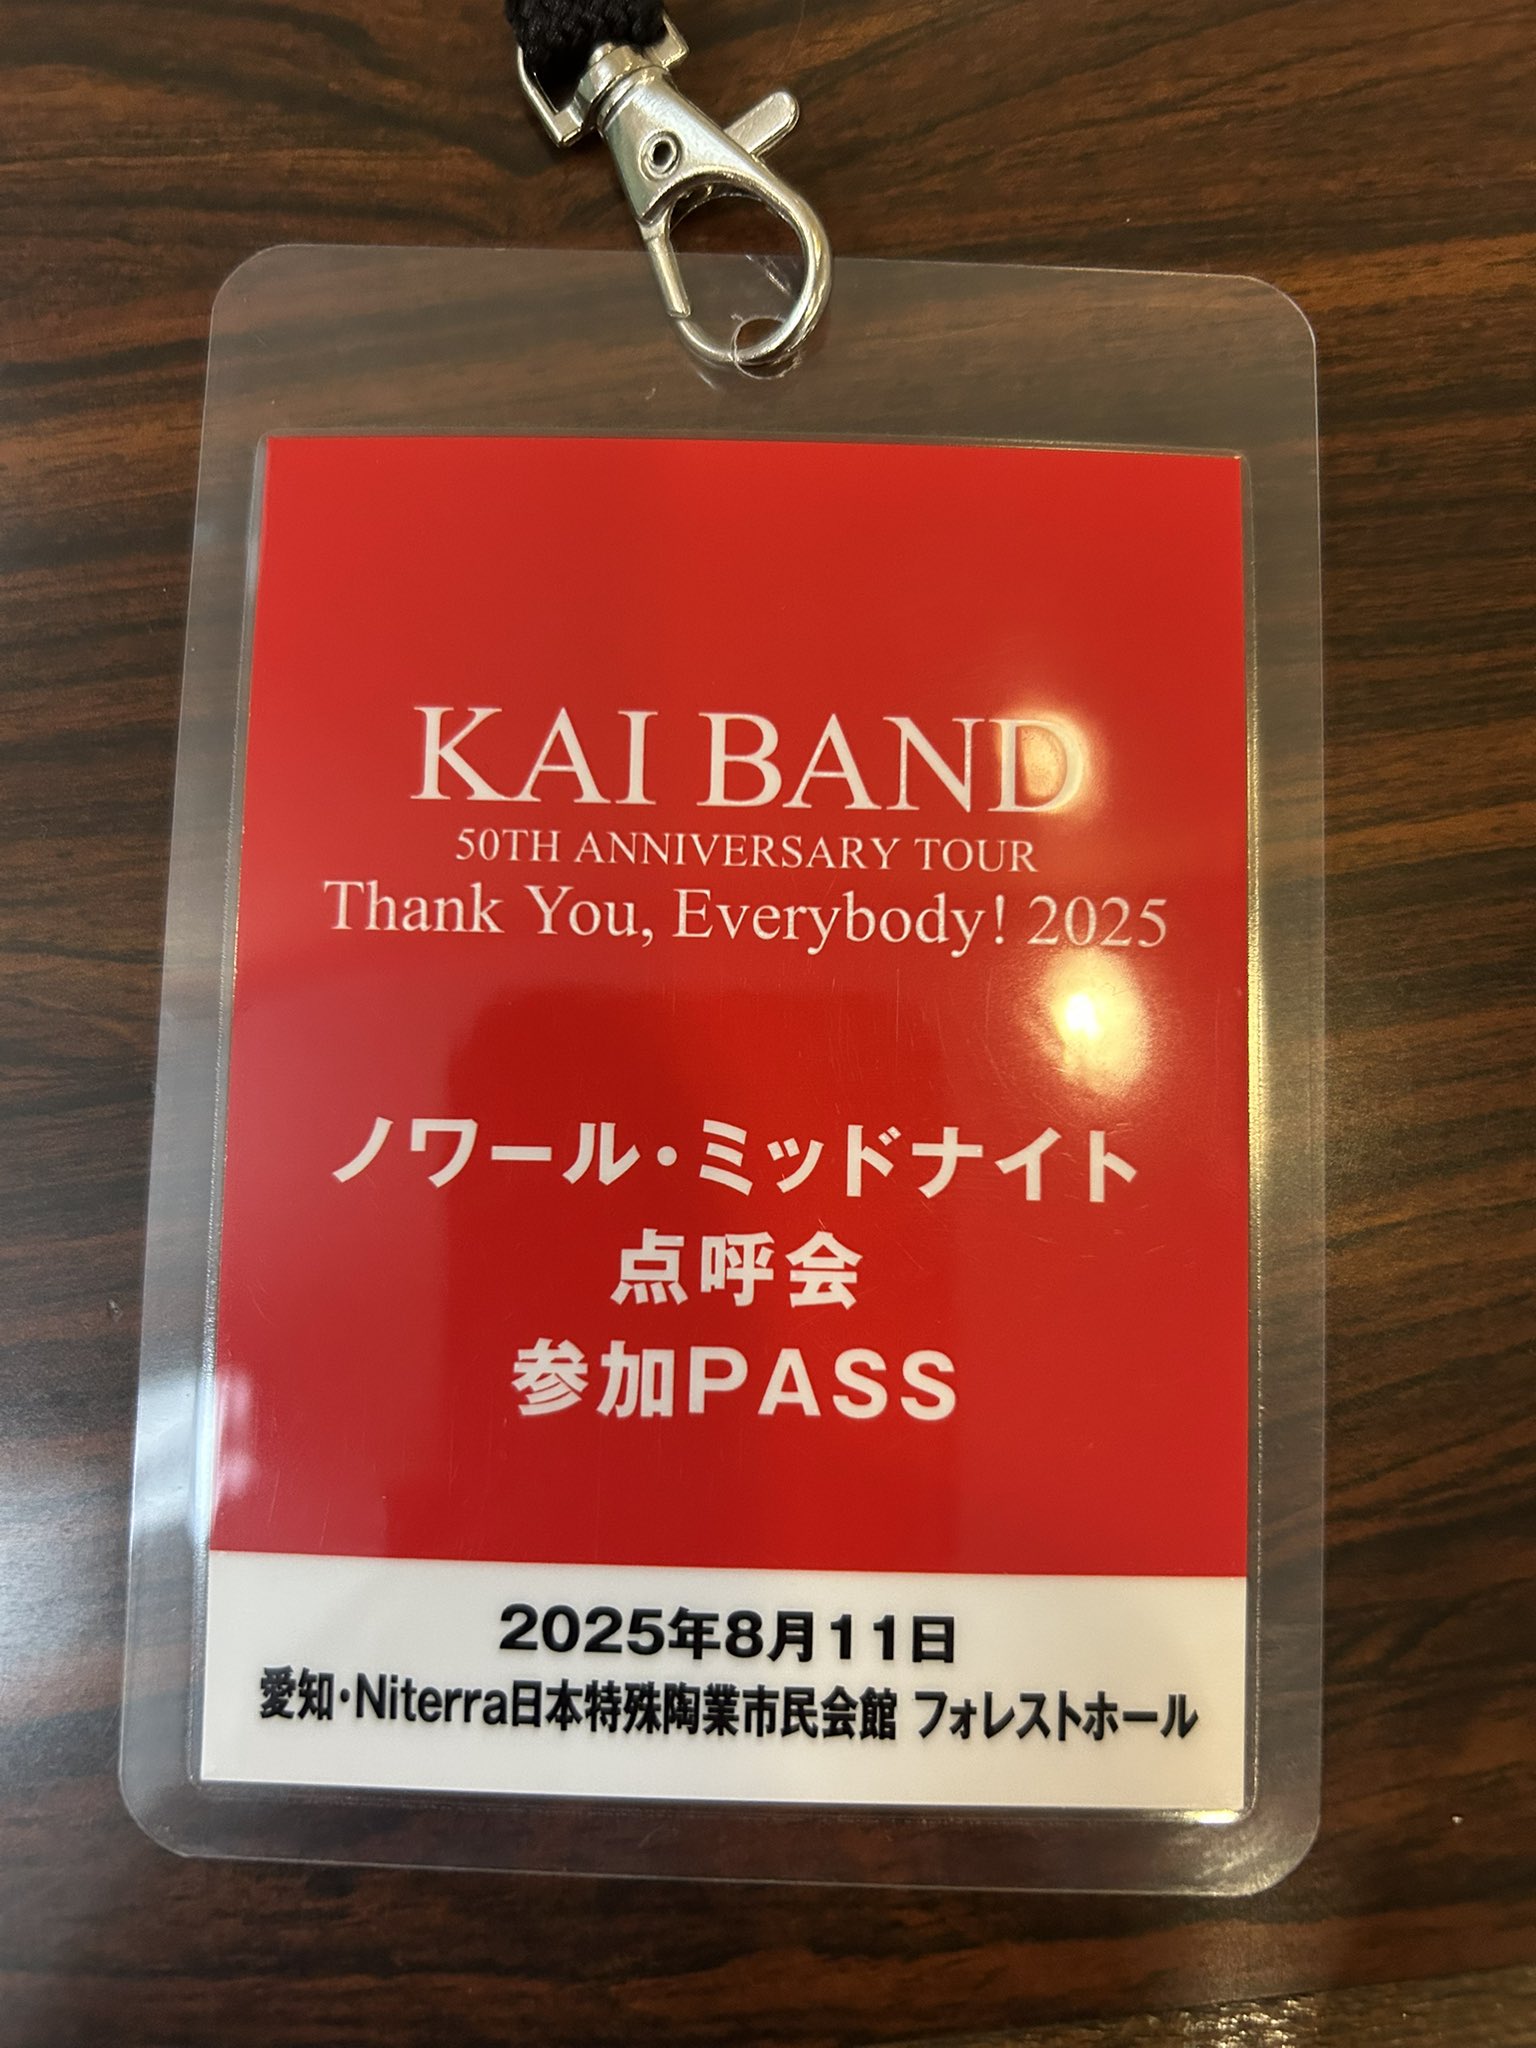 KAI BAND
50TH ANNIVERSARY TOUR
Thank You, Everybody! 2025
ノワール・ミッドナイト
点呼会
参加PASS
2025年8月11日
愛知・Niterra日本特殊陶業市民会館 フォレストホール